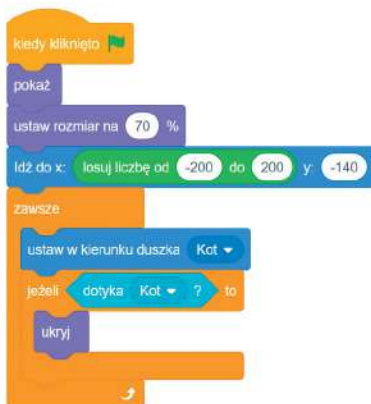 kiedy kliknięto
pokaż
ustaw rozmiar na 70 %
Idź do x: losuj liczbę od -200 do 200 y: -140
zawsze
ustaw w kierunku duszka Kot
jeżeli dotyka Kot ? to
ukryj